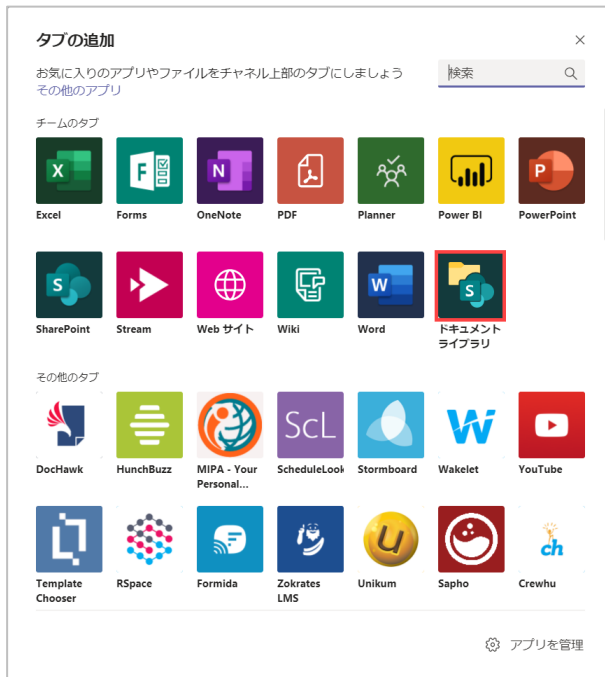 タブの追加
お気に入りのアプリやファイルをチャネル上部のタブにしましょう
検索
その他のアプリ
チームのタブ
X
F
N
P
Excel
Forms
OneNote
PDF
Planner
Power BI
PowerPoint
S
W
S
SharePoint
Stream
Web サイト
Wiki
Word
ドキュメント
ライブラリ
その他のタブ
ScL
DocHawk
HunchBuzz
MIPA - Your
Personal...
ScheduleLook
Stormboard
Wakelet
YouTube
u
ch
Template
Chooser
RSpace
Formida
Zokrates
LMS
Unikum
Sapho
Crewhu
アプリを管理